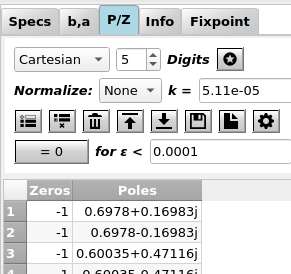 Specs b,a P/Z Info Fixpoint
Cartesian 5 Digits
Normalize: None k = 5.11e-05
= 0 for ε < 0.0001
Zeros Poles
1 -1 0.6978+0.16983j
2 -1 0.6978-0.16983j
3 -1 0.60035+0.47116j
4 -1 0.60035-0.47116j